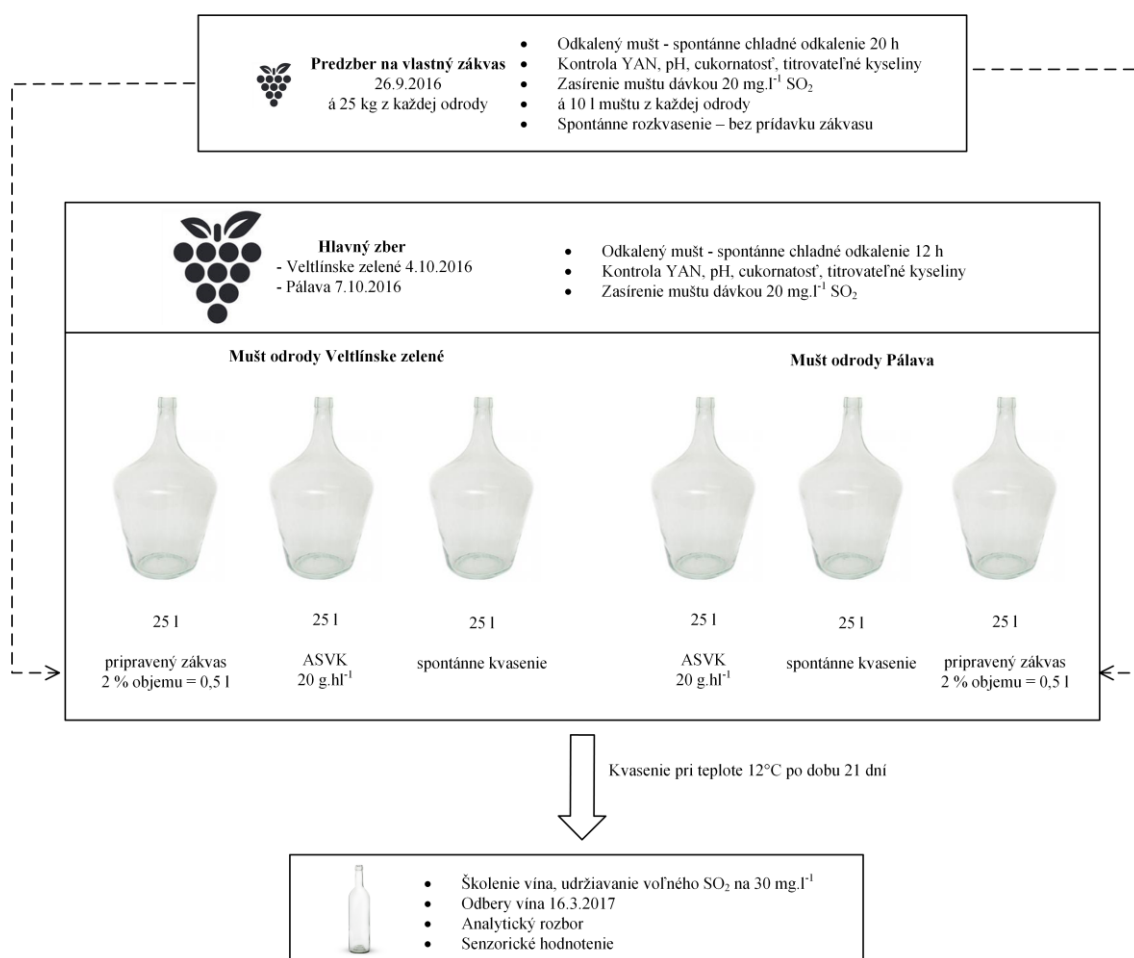 Predzber na vlastný zákvas
26.9.2016
á 25 kg z každej odrody
• Odkalený mušt - spontánne chladné odkalenie 20 h
• Kontrola YAN, pH, cukornatosť, titrovateľné kyseliny
• Zasírenie muštu dávkou 20 mg.l⁻¹ SO₂
• á 10 l muštu z každej odrody
• Spontánne rozkvasenie – bez prídavku zákvasu
Hlavný zber
- Veltlínske zelené 4.10.2016
- Pálava 7.10.2016
• Odkalený mušt - spontánne chladné odkalenie 12 h
• Kontrola YAN, pH, cukornatosť, titrovateľné kyseliny
• Zasírenie muštu dávkou 20 mg.l⁻¹ SO₂
Mušt odrody Veltlínske zelené
25 l
pripravený zákvas
2 % objemu = 0,5 l
25 l
ASVK
20 g.hl⁻¹
25 l
spontánne kvasenie
Mušt odrody Pálava
25 l
ASVK
20 g.hl⁻¹
25 l
spontánne kvasenie
25 l
pripravený zákvas
2 % objemu = 0,5 l
Kvasenie pri teplote 12°C po dobu 21 dní
• Školenie vína, udržiavanie voľného SO₂ na 30 mg.l⁻¹
• Odbery vína 16.3.2017
• Analytický rozbor
• Senzorické hodnotenie